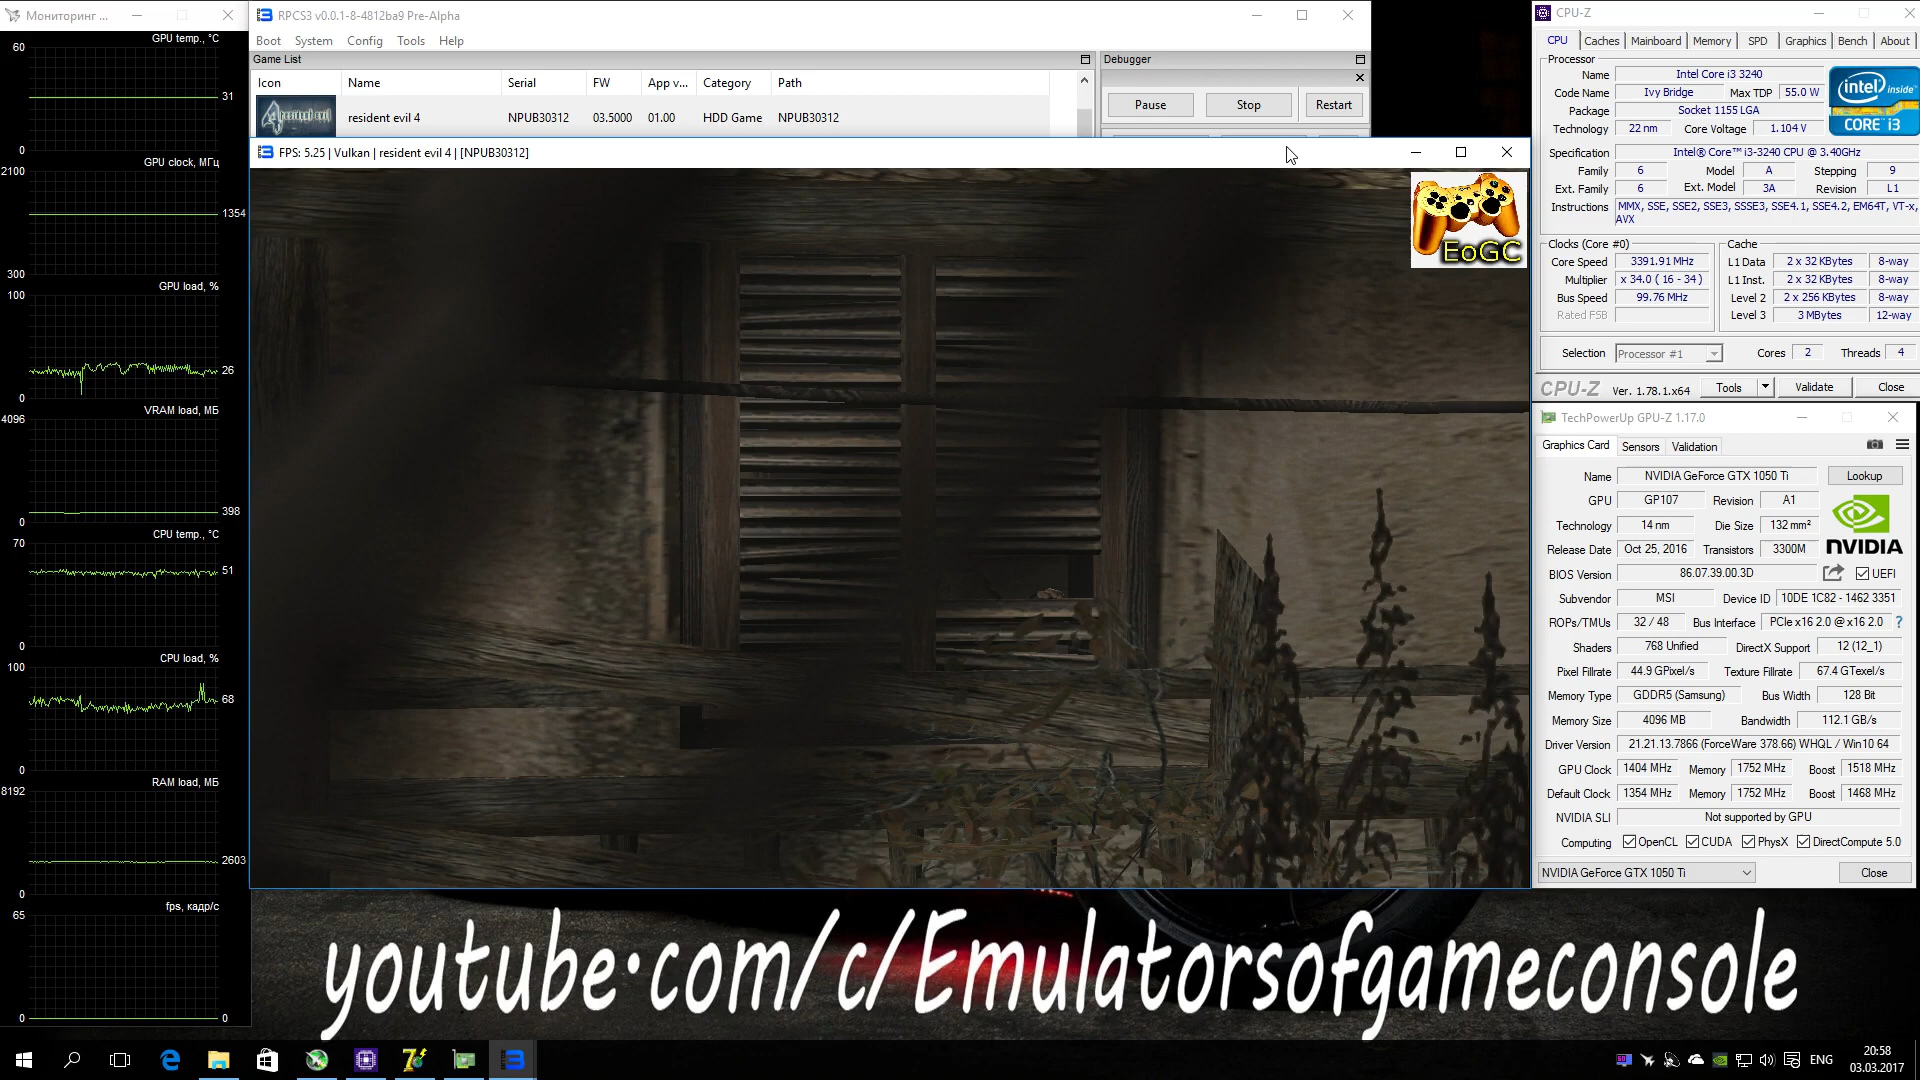 Мониторинг ...
GPU temp., °C
60
31
0
GPU clock, МГц
2100
1354
300
GPU load, %
100
26
0
VRAM load, МБ
4096
398
0
CPU temp., °C
70
51
0
CPU load, %
100
68
0
RAM load, МБ
8192
2603
0
fps, кадр/с
65
0
0
RPCS3 v0.0.1-8-4812ba9 Pre-Alpha
Boot System Config Tools Help
Game List
Icon Name Serial FW App v... Category Path
resident evil 4
resident evil 4 NPUB30312 03.5000 01.00 HDD Game NPUB30312
Debugger
Pause Stop Restart
FPS: 5.25 | Vulkan | resident evil 4 | [NPUB30312]
EoGC
CPU-Z
CPU Caches Mainboard Memory SPD Graphics Bench About
Processor
Name Intel Core i3 3240
Code Name Ivy Bridge Max TDP 55.0 W
Package Socket 1155 LGA
Technology 22 nm Core Voltage 1.104 V
intel inside™
CORE i3
Specification Intel® Core™ i3-3240 CPU @ 3.40GHz
Family 6 Model A Stepping 9
Ext. Family 6 Ext. Model 3A Revision L1
Instructions MMX, SSE, SSE2, SSE3, SSSE3, SSE4.1, SSE4.2, EM64T, VT-x,
AVX
Clocks (Core #0)
Core Speed 3391.91 MHz
Multiplier x 34.0 ( 16 - 34 )
Bus Speed 99.76 MHz
Rated FSB
Cache
L1 Data 2 x 32 KBytes 8-way
L1 Inst. 2 x 32 KBytes 8-way
Level 2 2 x 256 KBytes 8-way
Level 3 3 MBytes 12-way
Selection Processor #1 Cores 2 Threads 4
CPU-Z Ver. 1.78.1.x64 Tools Validate Close
TechPowerUp GPU-Z 1.17.0
Graphics Card Sensors Validation
Name NVIDIA GeForce GTX 1050 Ti Lookup
GPU GP107 Revision A1
Technology 14 nm Die Size 132 mm²
Release Date Oct 25, 2016 Transistors 3300M
NVIDIA
BIOS Version 86.07.39.00.3D UEFI
Subvendor MSI Device ID 10DE 1C82 - 1462 3351
ROPs/TMUs 32 / 48 Bus Interface PCIe x16 2.0 @ x16 2.0 ?
Shaders 768 Unified DirectX Support 12 (12_1)
Pixel Fillrate 44.9 GPixel/s Texture Fillrate 67.4 GTexel/s
Memory Type GDDR5 (Samsung) Bus Width 128 Bit
Memory Size 4096 MB Bandwidth 112.1 GB/s
Driver Version 21.21.13.7866 (ForceWare 378.66) WHQL / Win10 64
GPU Clock 1404 MHz Memory 1752 MHz Boost 1518 MHz
Default Clock 1354 MHz Memory 1752 MHz Boost 1468 MHz
NVIDIA SLI Not supported by GPU
Computing OpenCL CUDA PhysX DirectCompute 5.0
NVIDIA GeForce GTX 1050 Ti Close
youtube.com/c/Emulatorsofgameconsole
ENG
20:58
03.03.2017